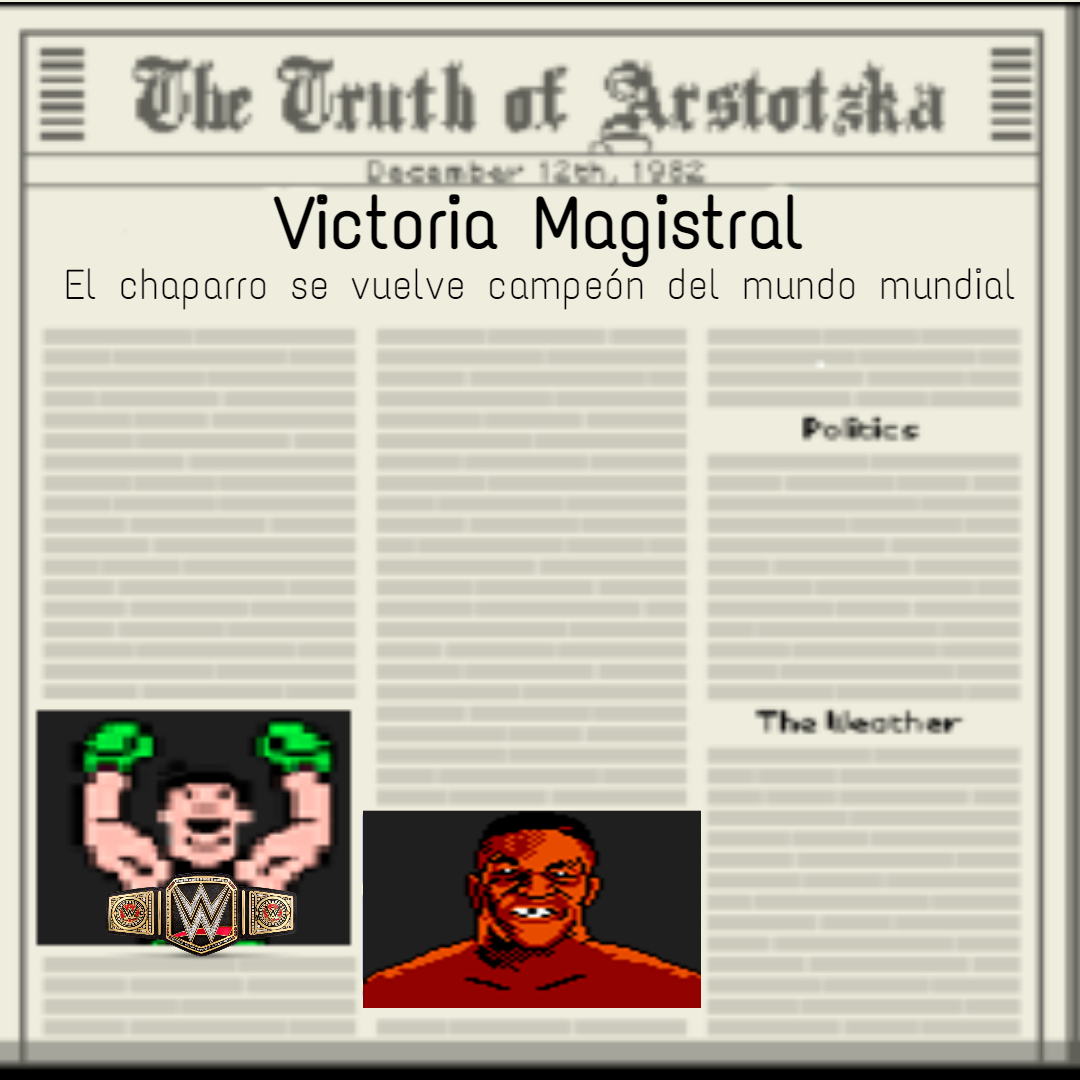 The Truth of Arstotzka
December 12th, 1982
Victoria Magistral
El chaparro se vuelve campeón del mundo mundial
Politics
The Weather
W